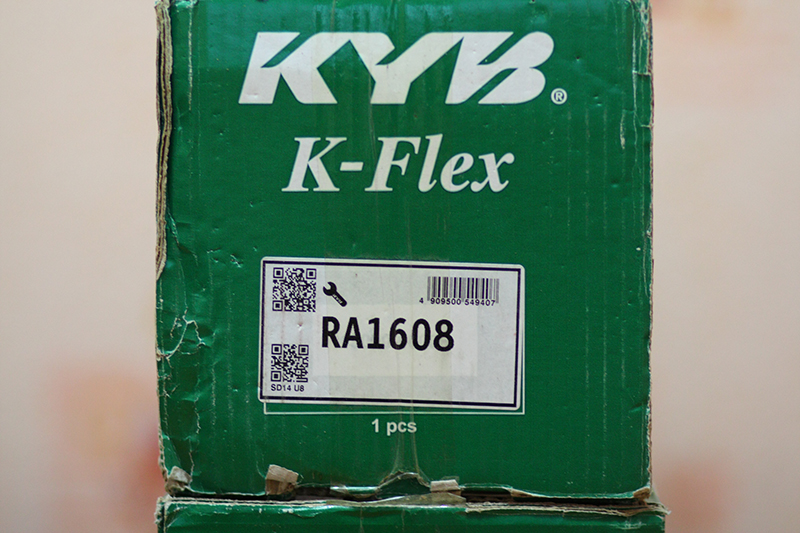 KYB®
K-Flex
4 909500 549407
RA1608
SD14 U8
1 pcs